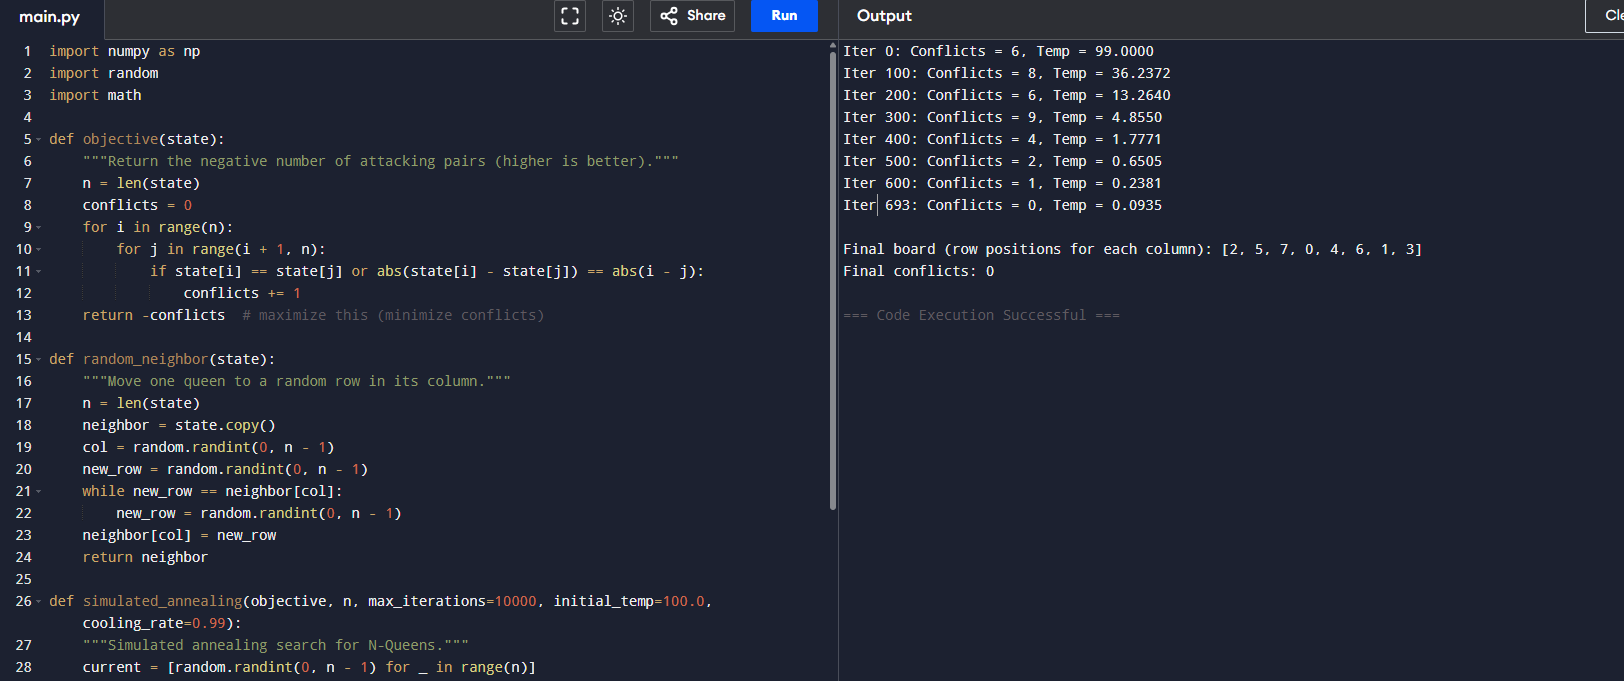 main.py
Share
Run
Output
Cle
1 import numpy as np
2 import random
3 import math
4
5 def objective(state):
6     """Return the negative number of attacking pairs (higher is better)."""
7     n = len(state)
8     conflicts = 0
9     for i in range(n):
10         for j in range(i + 1, n):
11             if state[i] == state[j] or abs(state[i] - state[j]) == abs(i - j):
12                 conflicts += 1
13     return -conflicts  # maximize this (minimize conflicts)
14
15 def random_neighbor(state):
16     """Move one queen to a random row in its column."""
17     n = len(state)
18     neighbor = state.copy()
19     col = random.randint(0, n - 1)
20     new_row = random.randint(0, n - 1)
21     while new_row == neighbor[col]:
22         new_row = random.randint(0, n - 1)
23     neighbor[col] = new_row
24     return neighbor
25
26 def simulated_annealing(objective, n, max_iterations=10000, initial_temp=100.0,
    cooling_rate=0.99):
27     """Simulated annealing search for N-Queens."""
28     current = [random.randint(0, n - 1) for _ in range(n)]
Iter 0: Conflicts = 6, Temp = 99.0000
Iter 100: Conflicts = 8, Temp = 36.2372
Iter 200: Conflicts = 6, Temp = 13.2640
Iter 300: Conflicts = 9, Temp = 4.8550
Iter 400: Conflicts = 4, Temp = 1.7771
Iter 500: Conflicts = 2, Temp = 0.6505
Iter 600: Conflicts = 1, Temp = 0.2381
Iter 693: Conflicts = 0, Temp = 0.0935
Final board (row positions for each column): [2, 5, 7, 0, 4, 6, 1, 3]
Final conflicts: 0
=== Code Execution Successful ===